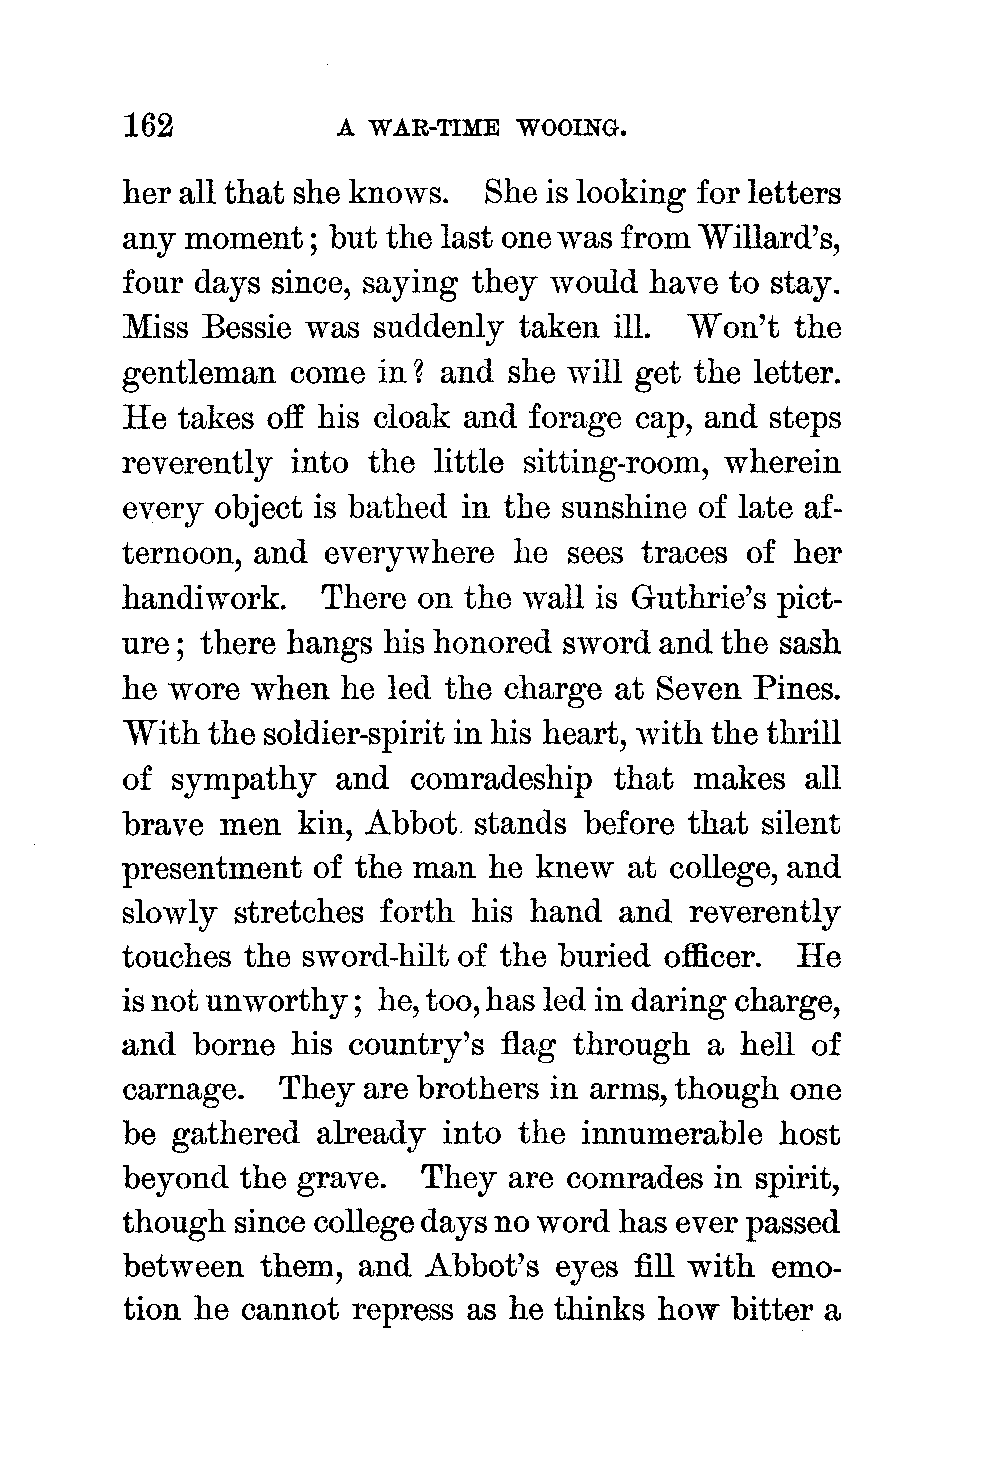 162 A WAR-TIME WOOING.
her all that she knows. She is looking for letters
any moment; but the last one was from Willard's,
four days since, saying they would have to stay.
Miss Bessie was suddenly taken ill. Won't the
gentleman come in? and she will get the letter.
He takes off his cloak and forage cap, and steps
reverently into the little sitting-room, wherein
every object is bathed in the sunshine of late af-
ternoon, and everywhere he sees traces of her
handiwork. There on the wall is Guthrie's pict-
ure; there hangs his honored sword and the sash
he wore when he led the charge at Seven Pines.
With the soldier-spirit in his heart, with the thrill
of sympathy and comradeship that makes all
brave men kin, Abbot stands before that silent
presentment of the man he knew at college, and
slowly stretches forth his hand and reverently
touches the sword-hilt of the buried officer. He
is not unworthy; he, too, has led in daring charge,
and borne his country's flag through a hell of
carnage. They are brothers in arms, though one
be gathered already into the innumerable host
beyond the grave. They are comrades in spirit,
though since college days no word has ever passed
between them, and Abbot's eyes fill with emo-
tion he cannot repress as he thinks how bitter a